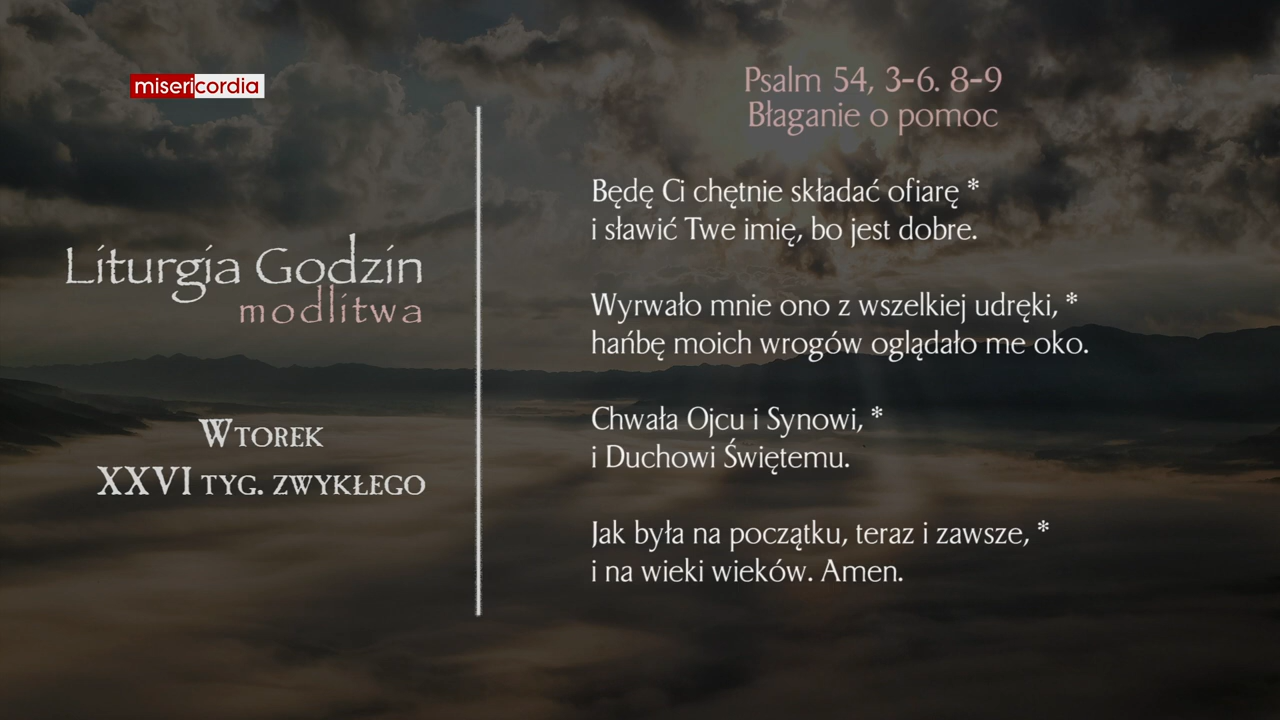 misericordia
Liturgia Godzin
modlitwa
Wtorek
XXVI tyg. zwykłego
Psalm 54, 3-6. 8-9
Błaganie o pomoc
Będę Ci chętnie składać ofiarę *
i sławić Twe imię, bo jest dobre.
Wyrwało mnie ono z wszelkiej udręki, *
hańbę moich wrogów oglądało me oko.
Chwała Ojcu i Synowi, *
i Duchowi Świętemu.
Jak była na początku, teraz i zawsze, *
i na wieki wieków. Amen.